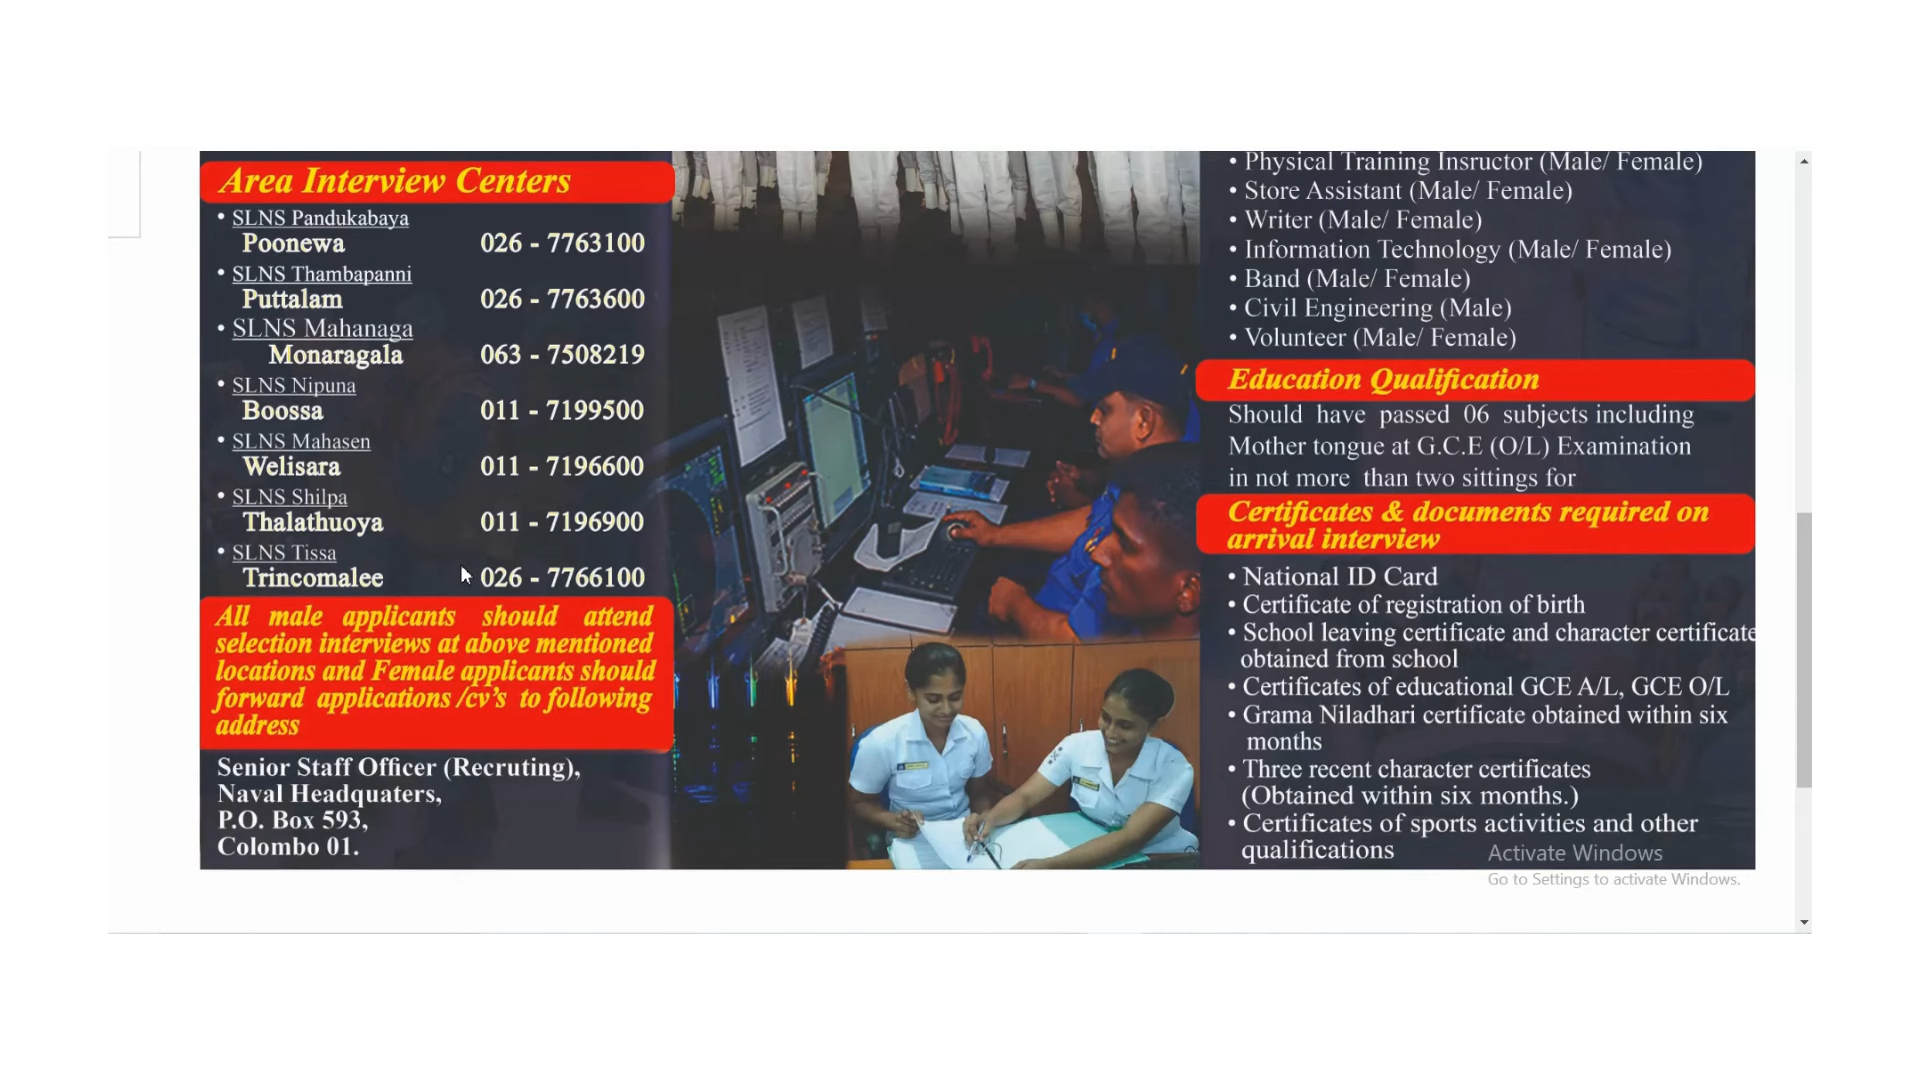 Area Interview Centers
• SLNS Pandukabaya
Poonewa 026 - 7763100
• SLNS Thambapanni
Puttalam 026 - 7763600
• SLNS Mahanaga
Monaragala 063 - 7508219
• SLNS Nipuna
Boossa 011 - 7199500
• SLNS Mahasen
Welisara 011 - 7196600
• SLNS Shilpa
Thalathuoya 011 - 7196900
• SLNS Tissa
Trincomalee 026 - 7766100
All male applicants should attend
selection interviews at above mentioned
locations and Female applicants should
forward applications /cv's to following
address
Senior Staff Officer (Recruting),
Naval Headquaters,
P.O. Box 593,
Colombo 01.
• Physical Training Insructor (Male/ Female)
• Store Assistant (Male/ Female)
• Writer (Male/ Female)
• Information Technology (Male/ Female)
• Band (Male/ Female)
• Civil Engineering (Male)
• Volunteer (Male/ Female)
Education Qualification
Should have passed 06 subjects including
Mother tongue at G.C.E (O/L) Examination
in not more than two sittings for
Certificates & documents required on
arrival interview
• National ID Card
• Certificate of registration of birth
• School leaving certificate and character certificate
obtained from school
• Certificates of educational GCE A/L, GCE O/L
• Grama Niladhari certificate obtained within six
months
• Three recent character certificates
(Obtained within six months.)
• Certificates of sports activities and other
qualifications
Activate Windows
Go to Settings to activate Windows.